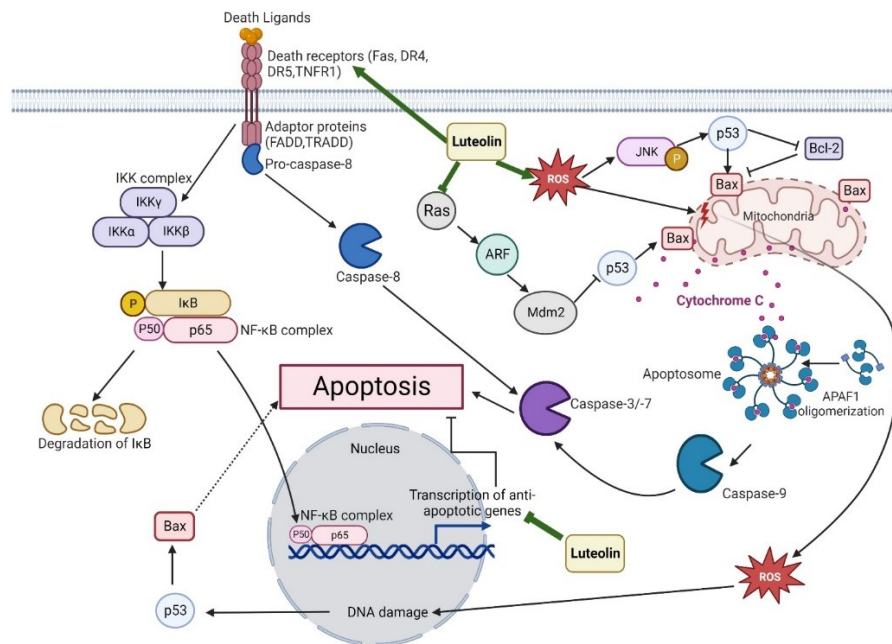 Death Ligands
Death receptors (Fas, DR4,
DR5,TNFR1)
Adaptor proteins
(FADD,TRADD)
Pro-caspase-8
Luteolin
ROS
JNK
P
p53
Bcl-2
Bax
Bax
Mitochondria
Bax
Cytochrome C
IKK complex
IKKγ
IKKα
IKKβ
Ras
ARF
Mdm2
p53
Caspase-8
P
IκB
P50
p65
NF-κB complex
Degradation of IκB
Apoptosis
Caspase-3/-7
Apoptosome
APAF1
oligomerization
Caspase-9
Nucleus
Transcription of anti-
apoptotic genes
NF-κB complex
P50
p65
Luteolin
Bax
p53
DNA damage
ROS